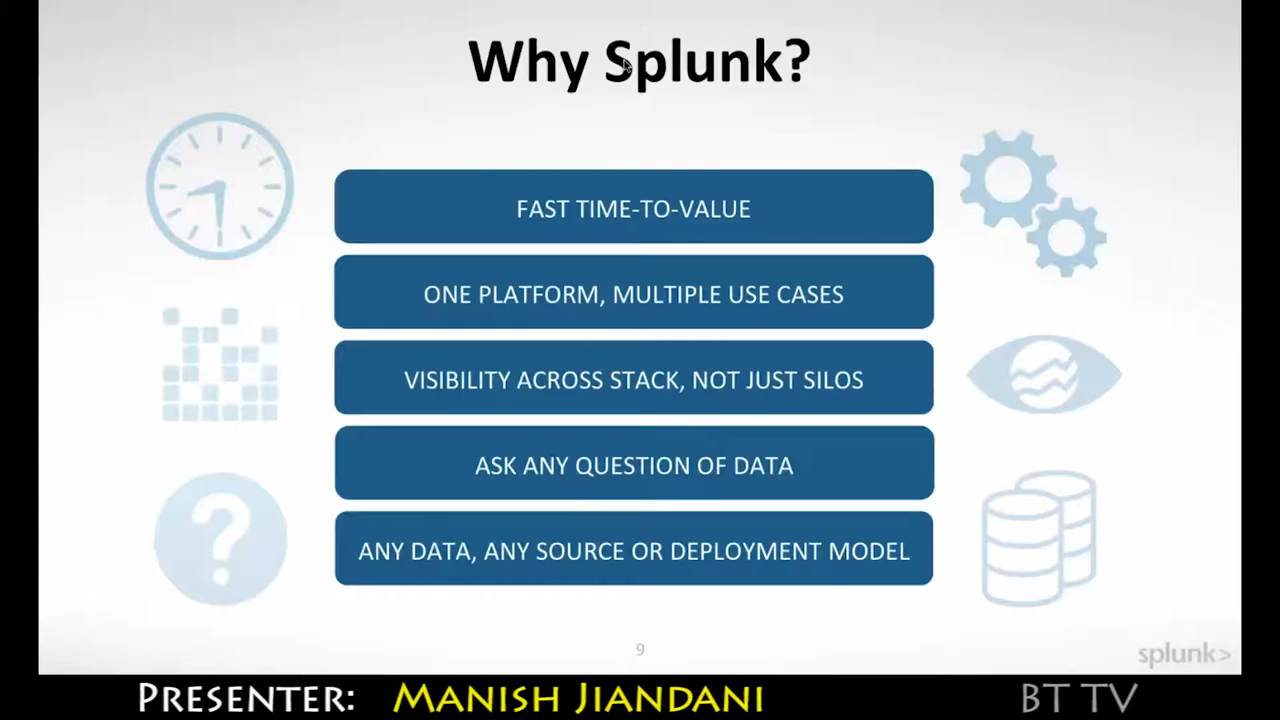 Why Splunk?
FAST TIME-TO-VALUE
ONE PLATFORM, MULTIPLE USE CASES
VISIBILITY ACROSS STACK, NOT JUST SILOS
ASK ANY QUESTION OF DATA
ANY DATA, ANY SOURCE OR DEPLOYMENT MODEL
?
9
splunk>
PRESENTER: MANISH JIANDANI
BT TV